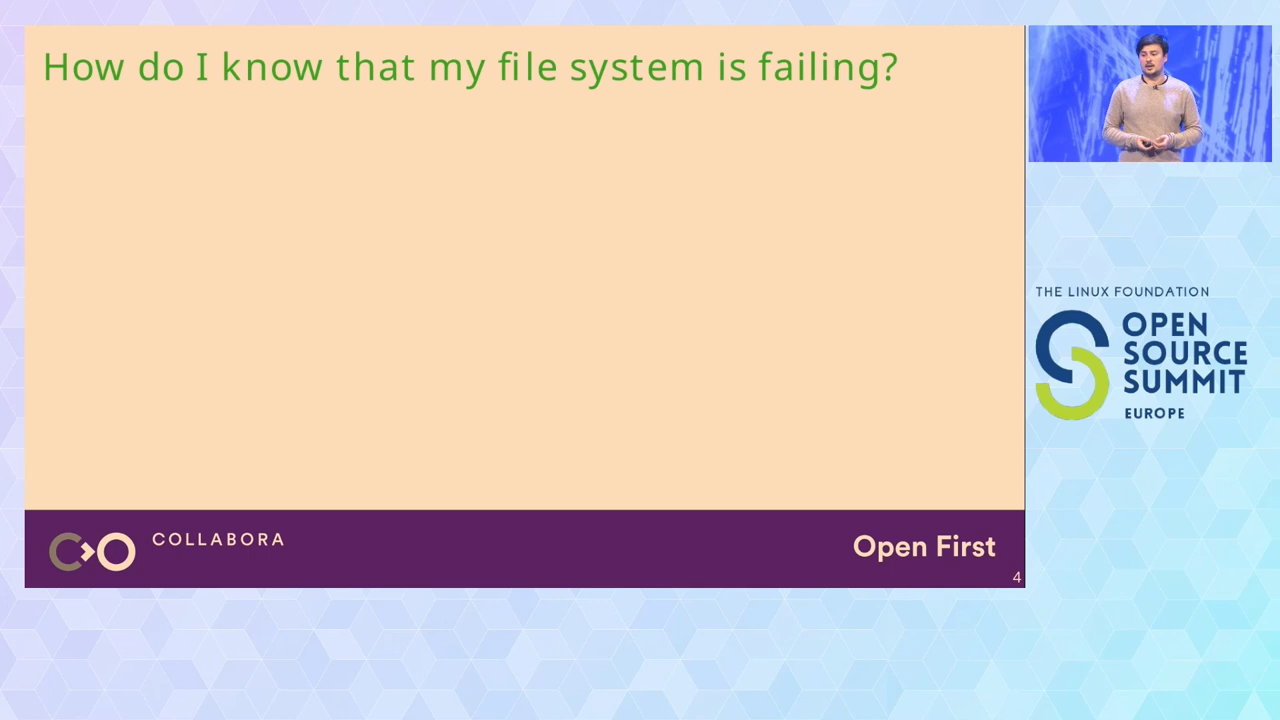 How do I know that my file system is failing?
THE LINUX FOUNDATION
OPEN
SOURCE
SUMMIT
EUROPE
COLLABORA
Open First
4